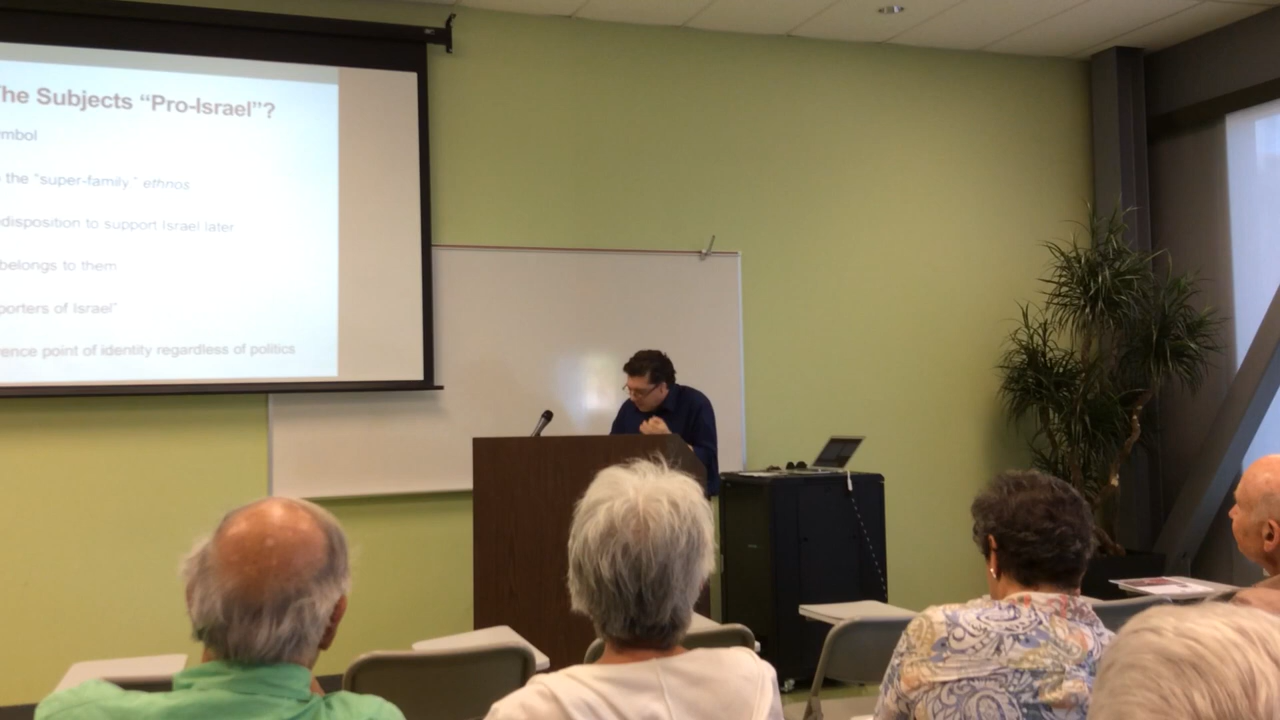 he Subjects “Pro-Israel”?
mbol
the “super-family ” ethnos
disposition to support Israel later
belongs to them
porters of Israel”
rence point of identity regardless of politics